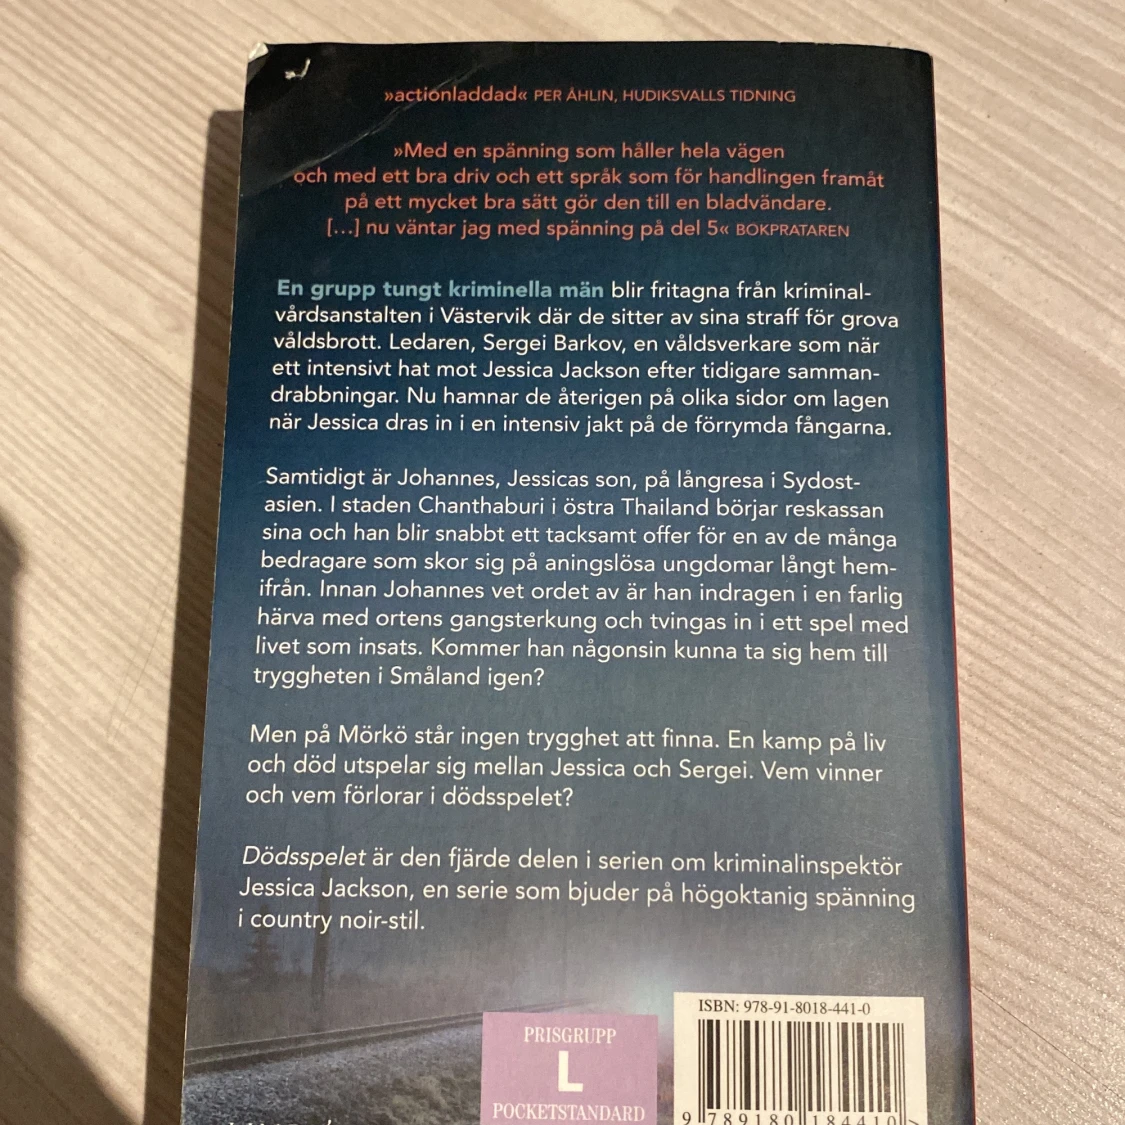 »actionladdad« PER ÅHLIN, HUDIKSVALLS TIDNING
»Med en spänning som håller hela vägen
och med ett bra driv och ett språk som för handlingen framåt
på ett mycket bra sätt gör den till en bladvändare.
[…] nu väntar jag med spänning på del 5« BOKPRATAREN
En grupp tungt kriminella män blir fritagna från kriminal-
vårdsanstalten i Västervik där de sitter av sina straff för grova
våldsbrott. Ledaren, Sergei Barkov, en våldsverkare som när
ett intensivt hat mot Jessica Jackson efter tidigare samman-
drabbningar. Nu hamnar de återigen på olika sidor om lagen
när Jessica dras in i en intensiv jakt på de förrymda fångarna.
Samtidigt är Johannes, Jessicas son, på långresa i Sydost-
asien. I staden Chanthaburi i östra Thailand börjar reskassan
sina och han blir snabbt ett tacksamt offer för en av de många
bedragare som skor sig på aningslösa ungdomar långt hem-
ifrån. Innan Johannes vet ordet av är han indragen i en farlig
härva med ortens gangsterkung och tvingas in i ett spel med
livet som insats. Kommer han någonsin kunna ta sig hem till
tryggheten i Småland igen?
Men på Mörkö står ingen trygghet att finna. En kamp på liv
och död utspelar sig mellan Jessica och Sergei. Vem vinner
och vem förlorar i dödsspelet?
Dödsspelet är den fjärde delen i serien om kriminalinspektör
Jessica Jackson, en serie som bjuder på högoktanig spänning
i country noir-stil.
ISBN: 978-91-8018-441-0
PRISGRUPP
L
POCKETSTANDARD
9 789180 184410 >